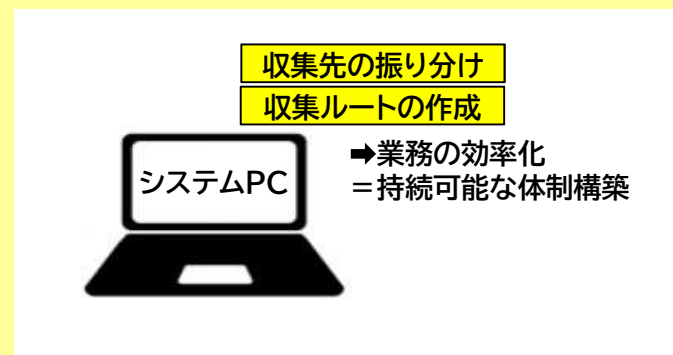 収集先の振り分け
収集ルートの作成
システムPC
➡業務の効率化
＝持続可能な体制構築